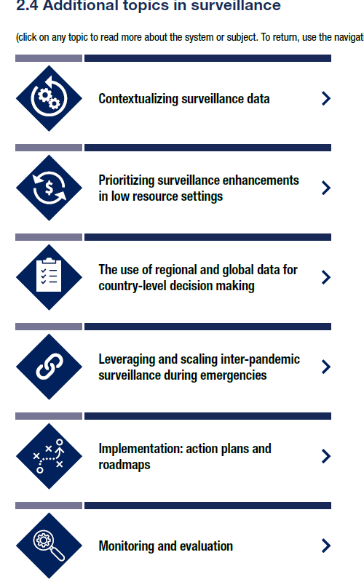 2.4 Additional topics in surveillance
(click on any topic to read more about the system or subject. To return, use the navigat
Contextualizing surveillance data
Prioritizing surveillance enhancements
in low resource settings
$
The use of regional and global data for
country-level decision making
Leveraging and scaling inter-pandemic
surveillance during emergencies
Implementation: action plans and
roadmaps
Monitoring and evaluation